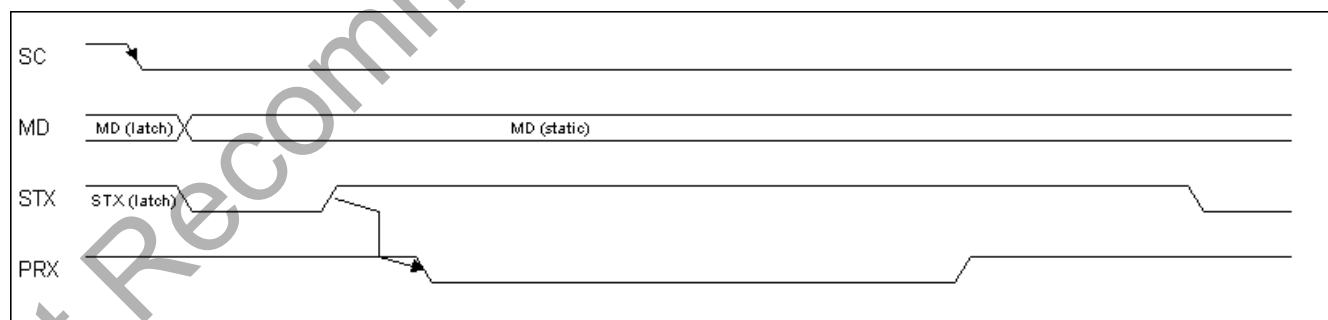 SC
MD MD (latch) MD (static)
STX STX (latch)
PRX